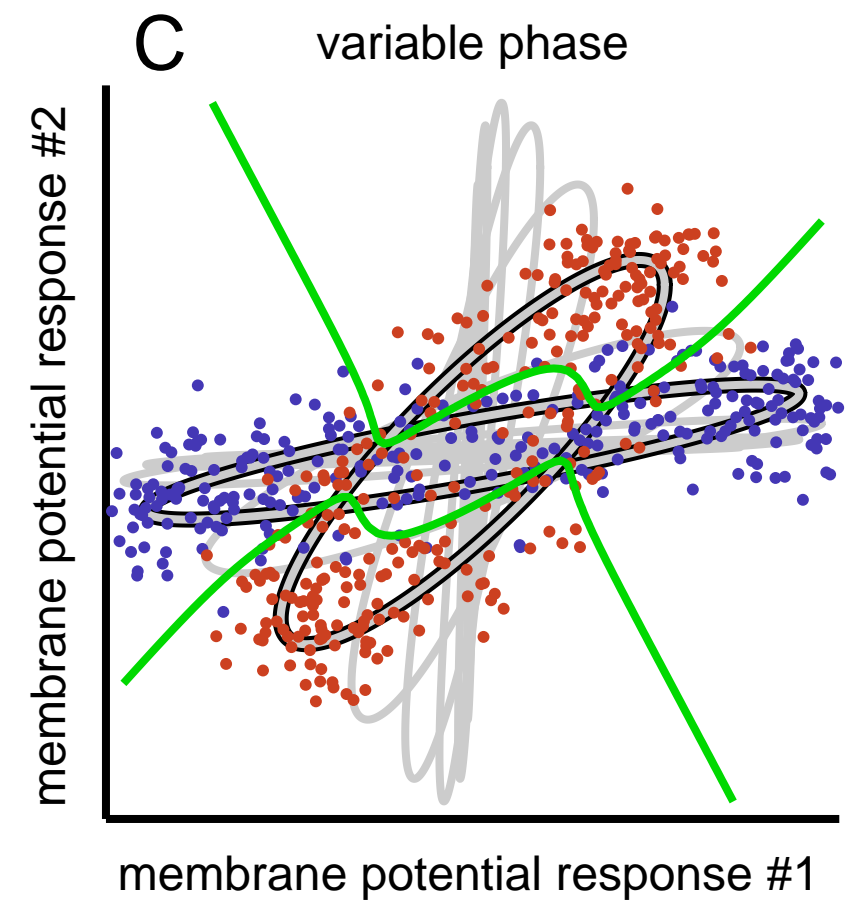 C
variable phase
membrane potential response #2
membrane potential response #1